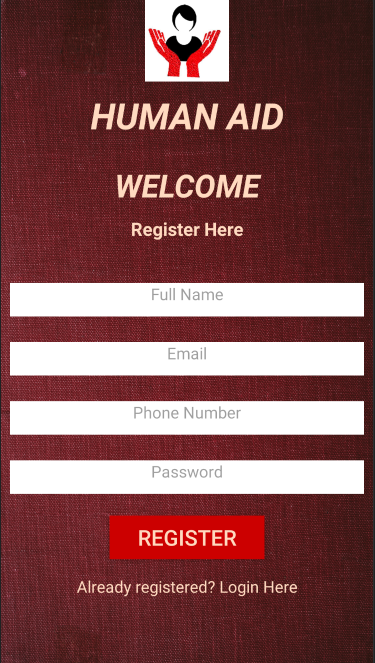 HUMAN AID
WELCOME
Register Here
Full Name
Email
Phone Number
Password
REGISTER
Already registered? Login Here